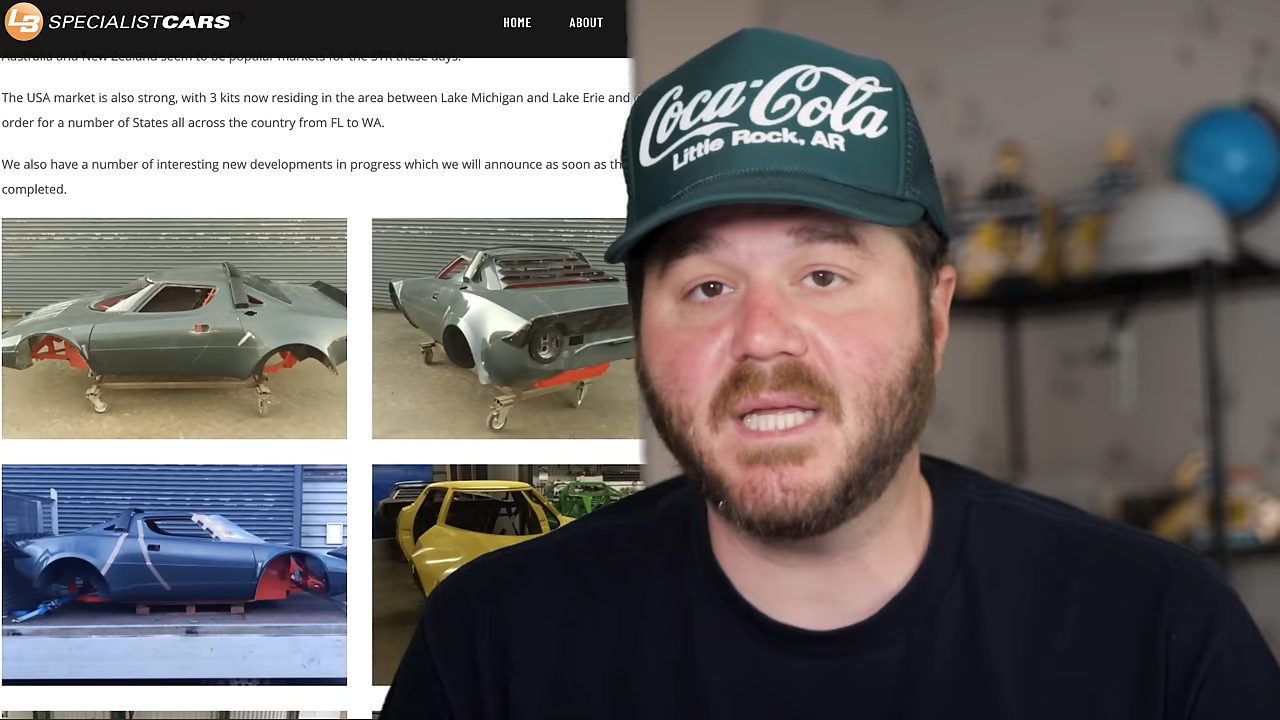 LB SPECIALISTCARS
HOME ABOUT
Australia and New Zealand seem to be popular markets for the STR these days.
The USA market is also strong, with 3 kits now residing in the area between Lake Michigan and Lake Erie and
order for a number of States all across the country from FL to WA.
We also have a number of interesting new developments in progress which we will announce as soon as
completed.
Coca-Cola
Little Rock, AR